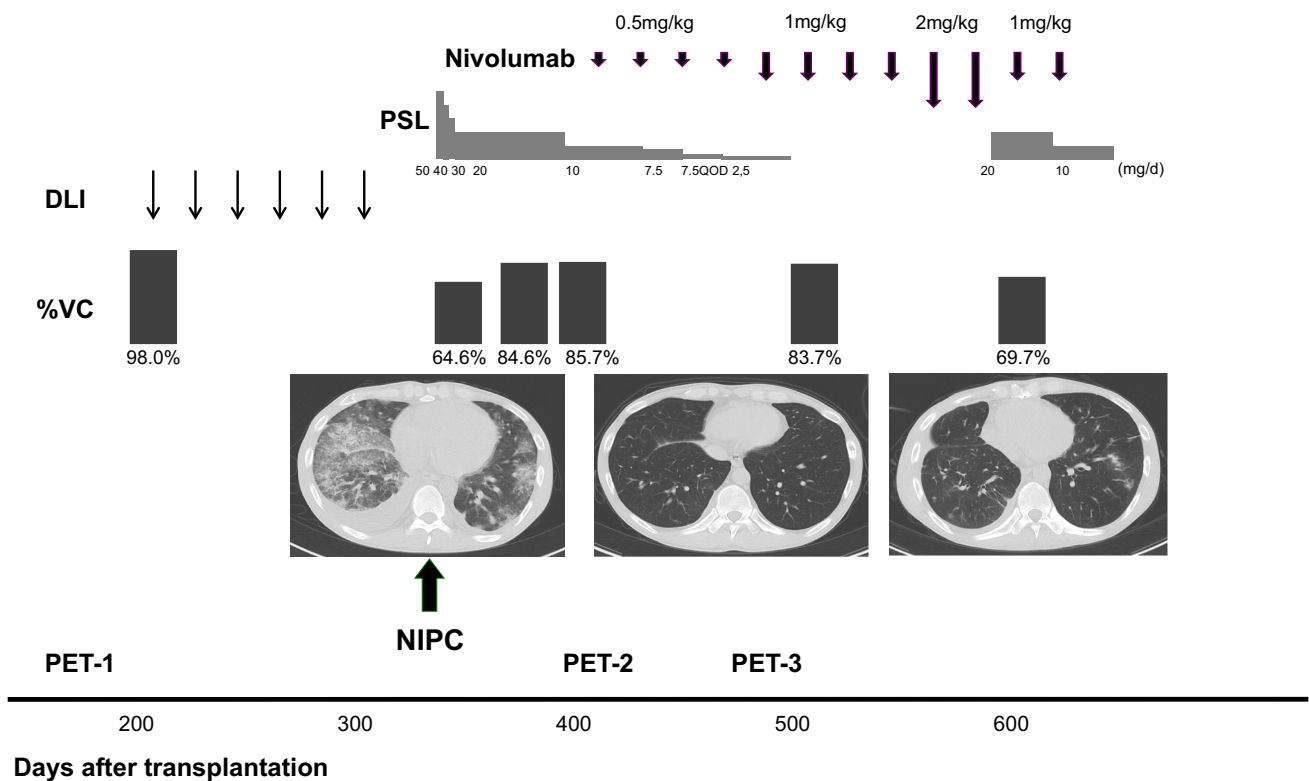 0.5mg/kg 1mg/kg 2mg/kg 1mg/kg
Nivolumab
PSL
50 40 30 20 10 7.5 7.5QOD 2,5 20 10 (mg/d)
DLI
%VC
98.0% 64.6% 84.6% 85.7% 83.7% 69.7%
NIPC
PET-1 PET-2 PET-3
200 300 400 500 600
Days after transplantation